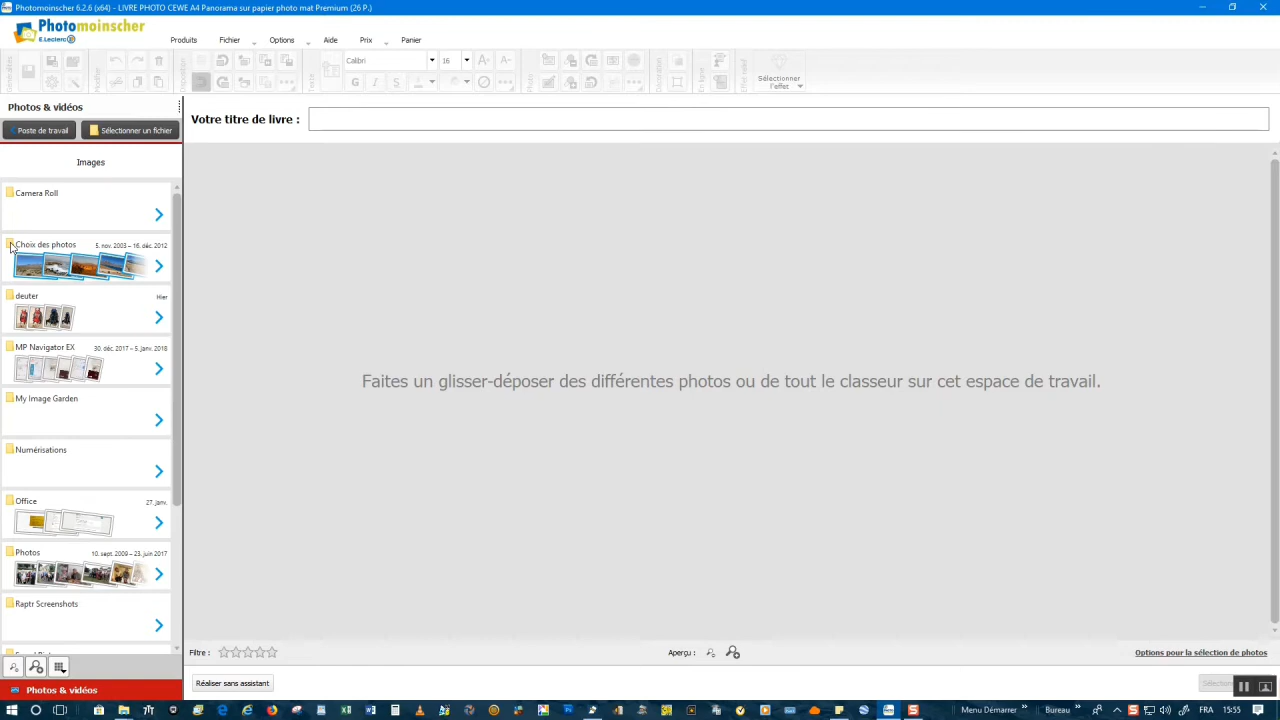 Photomoinscher 6.2.6 (x64) - LIVRE PHOTO CEWE A4 Panorama sur papier photo mat Premium (26 P.)
Photomoinscher
E.Leclerc
Produits Fichier Options Aide Prix Panier
Calibri 16 A+ A-
G I S
Sélectionner
l'effet
Photos & vidéos
Poste de travail Sélectionner un fichier
Votre titre de livre :
Images
Camera Roll
Choix des photos 5. nov. 2003 – 16. déc. 2012
deuter Hier
MP Navigator EX 30. déc. 2017 – 5. janv. 2018
My Image Garden
Numérisations
Office 27. janv.
Photos 10. sept. 2009 – 23. juin 2017
Raptr Screenshots
Faites un glisser-déposer des différentes photos ou de tout le classeur sur cet espace de travail.
Filtre : Aperçu : Options pour la sélection de photos
Réaliser sans assistant
Photos & vidéos
Menu Démarrer Bureau FRA 15:55